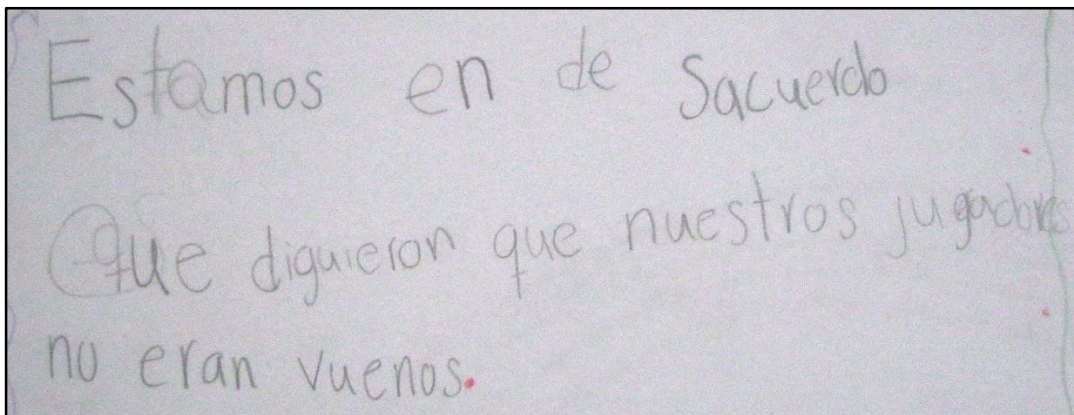 Estamos en de Sacuerdo
Que diguieron que nuestros jugadores
no eran vuenos.